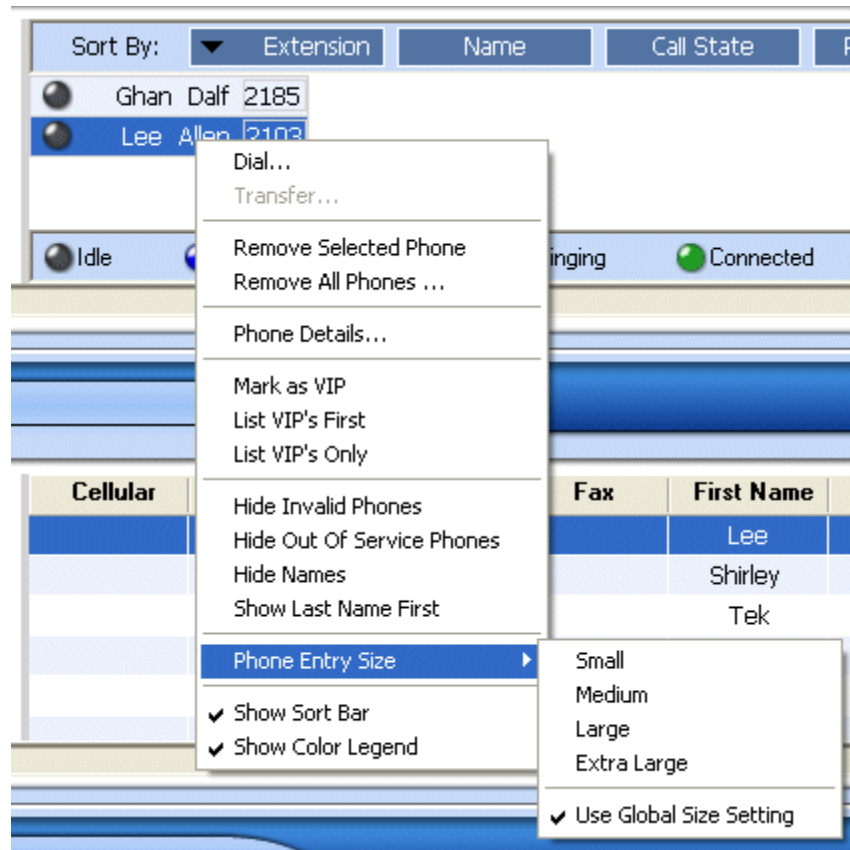 Sort By: Extension Name Call State
Ghan Dalf 2185
Lee Allen 2103
Dial...
Transfer...
Remove Selected Phone
Remove All Phones ...
Phone Details...
Mark as VIP
List VIP's First
List VIP's Only
Hide Invalid Phones
Hide Out Of Service Phones
Hide Names
Show Last Name First
Phone Entry Size
Show Sort Bar
Show Color Legend
Small
Medium
Large
Extra Large
Use Global Size Setting
Idle inging Connected
Cellular Fax First Name
Lee
Shirley
Tek